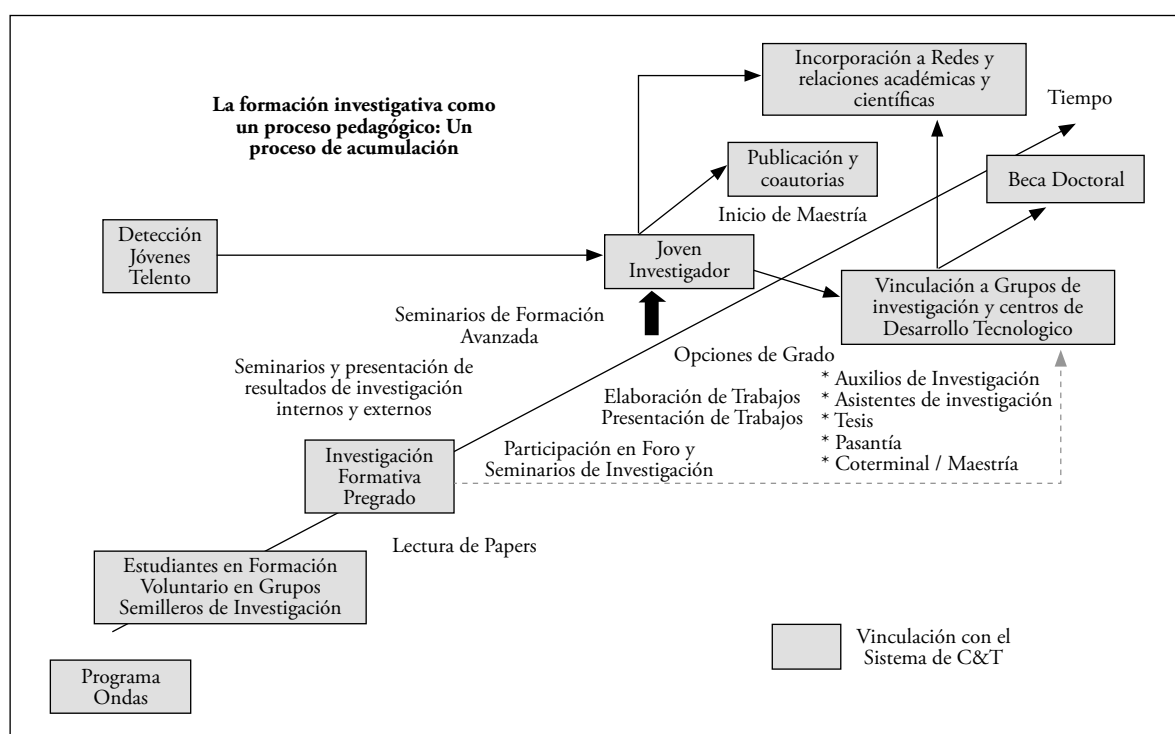 La formación investigativa como
un proceso pedagógico: Un
proceso de acumulación
Incorporación a Redes y
relaciones académicas y
científicas
Tiempo
Publicación y
coautorias
Beca Doctoral
Inicio de Maestría
Detección
Jóvenes
Telento
Joven
Investigador
Vinculación a Grupos de
investigación y centros de
Desarrollo Tecnologico
Seminarios de Formación
Avanzada
Opciones de Grado
* Auxilios de Investigación
* Asistentes de investigación
* Tesis
* Pasantía
* Coterminal / Maestría
Seminarios y presentación de
resultados de investigación
internos y externos
Elaboración de Trabajos
Presentación de Trabajos
Investigación
Formativa
Pregrado
Participación en Foro y
Seminarios de Investigación
Lectura de Papers
Estudiantes en Formación
Voluntario en Grupos
Semilleros de Investigación
Programa
Ondas
Vinculación con el
Sistema de C&T